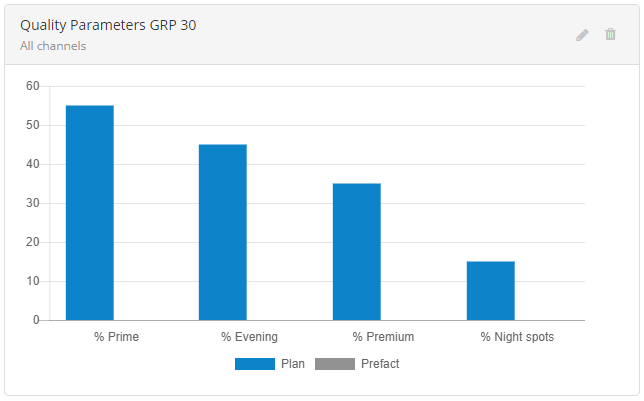 Quality Parameters GRP 30
All channels
60
50
40
30
20
10
0
% Prime % Evening % Premium % Night spots
Plan Prefact